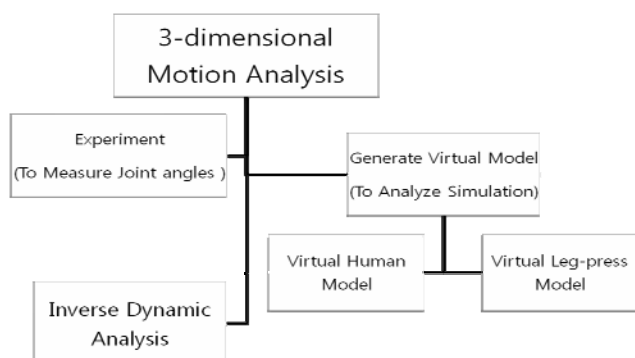 3-dimensional
Motion Analysis
Experiment
(To Measure Joint angles )
Generate Virtual Model
(To Analyze Simulation)
Virtual Human
Model
Virtual Leg-press
Model
Inverse Dynamic
Analysis